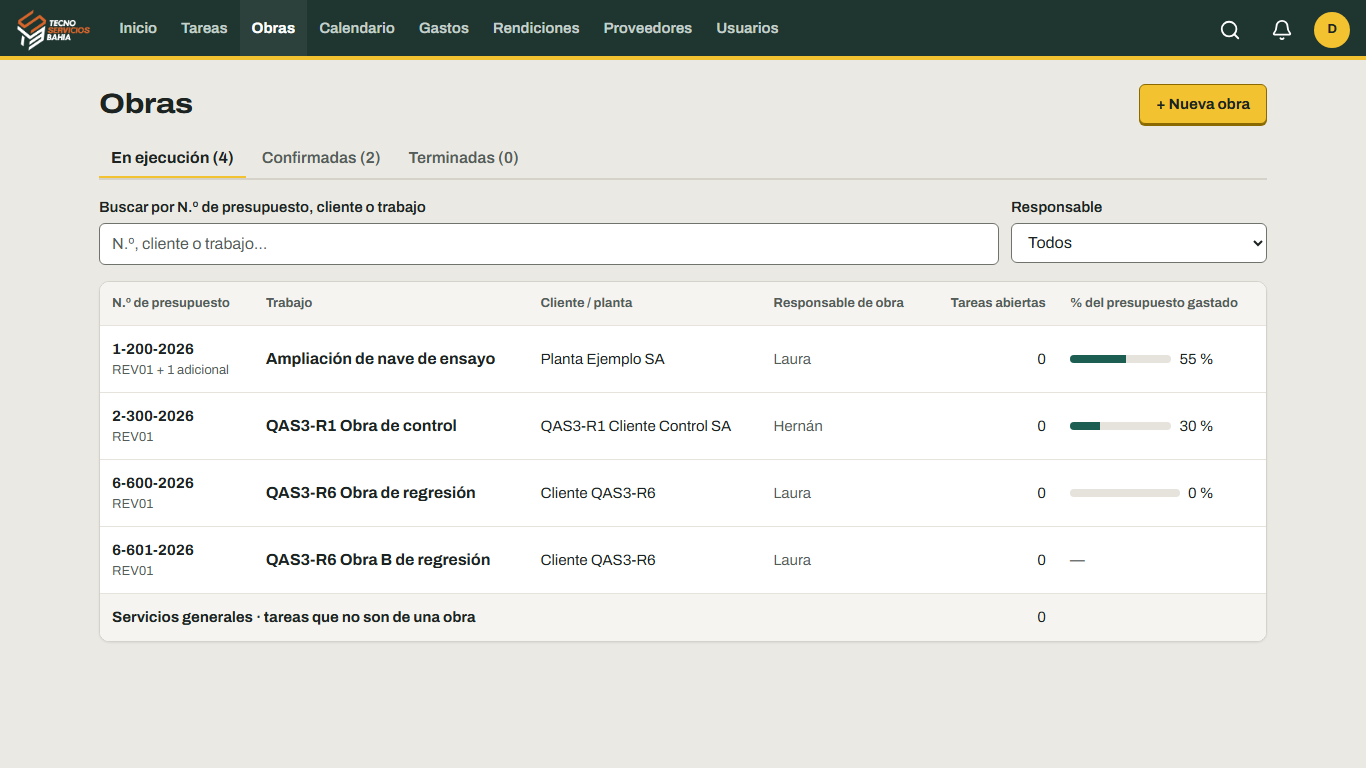 TECNO
SERVICIOS
BAHIA
Inicio Tareas Obras Calendario Gastos Rendiciones Proveedores Usuarios D
Obras
+ Nueva obra
En ejecución (4) Confirmadas (2) Terminadas (0)
Buscar por N.º de presupuesto, cliente o trabajo Responsable
N.º, cliente o trabajo... Todos
N.º de presupuesto Trabajo Cliente / planta Responsable de obra Tareas abiertas % del presupuesto gastado
1-200-2026
REV01 + 1 adicional
Ampliación de nave de ensayo Planta Ejemplo SA Laura 0 55 %
2-300-2026
REV01
QAS3-R1 Obra de control QAS3-R1 Cliente Control SA Hernán 0 30 %
6-600-2026
REV01
QAS3-R6 Obra de regresión Cliente QAS3-R6 Laura 0 0 %
6-601-2026
REV01
QAS3-R6 Obra B de regresión Cliente QAS3-R6 Laura 0 —
Servicios generales · tareas que no son de una obra 0